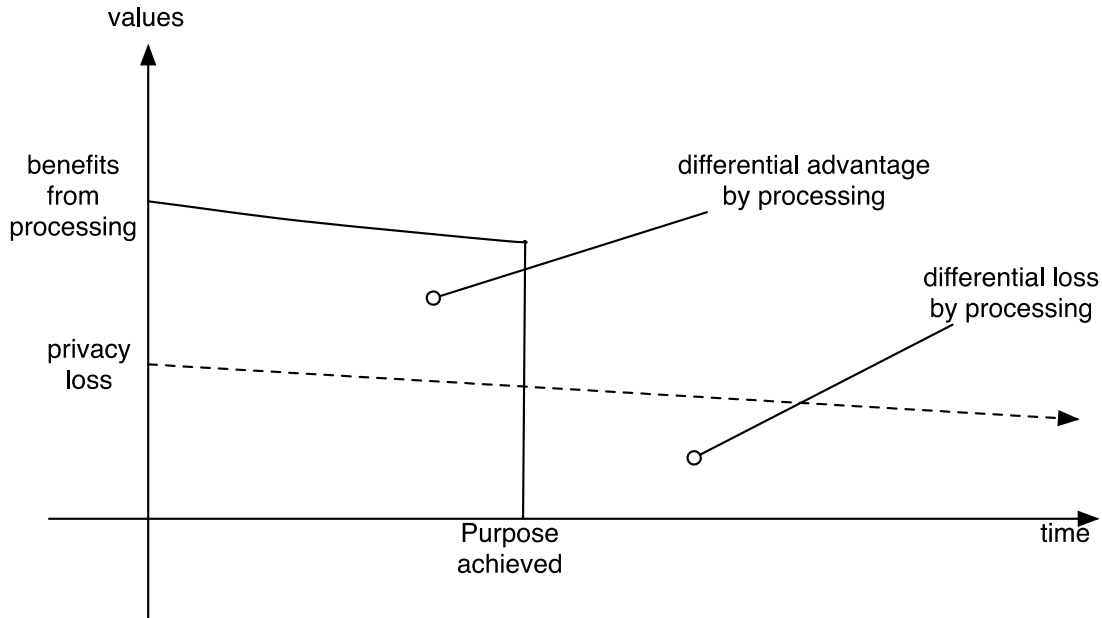 values
benefits
from
processing
differential advantage
by processing
differential loss
by processing
privacy
loss
Purpose
achieved
time